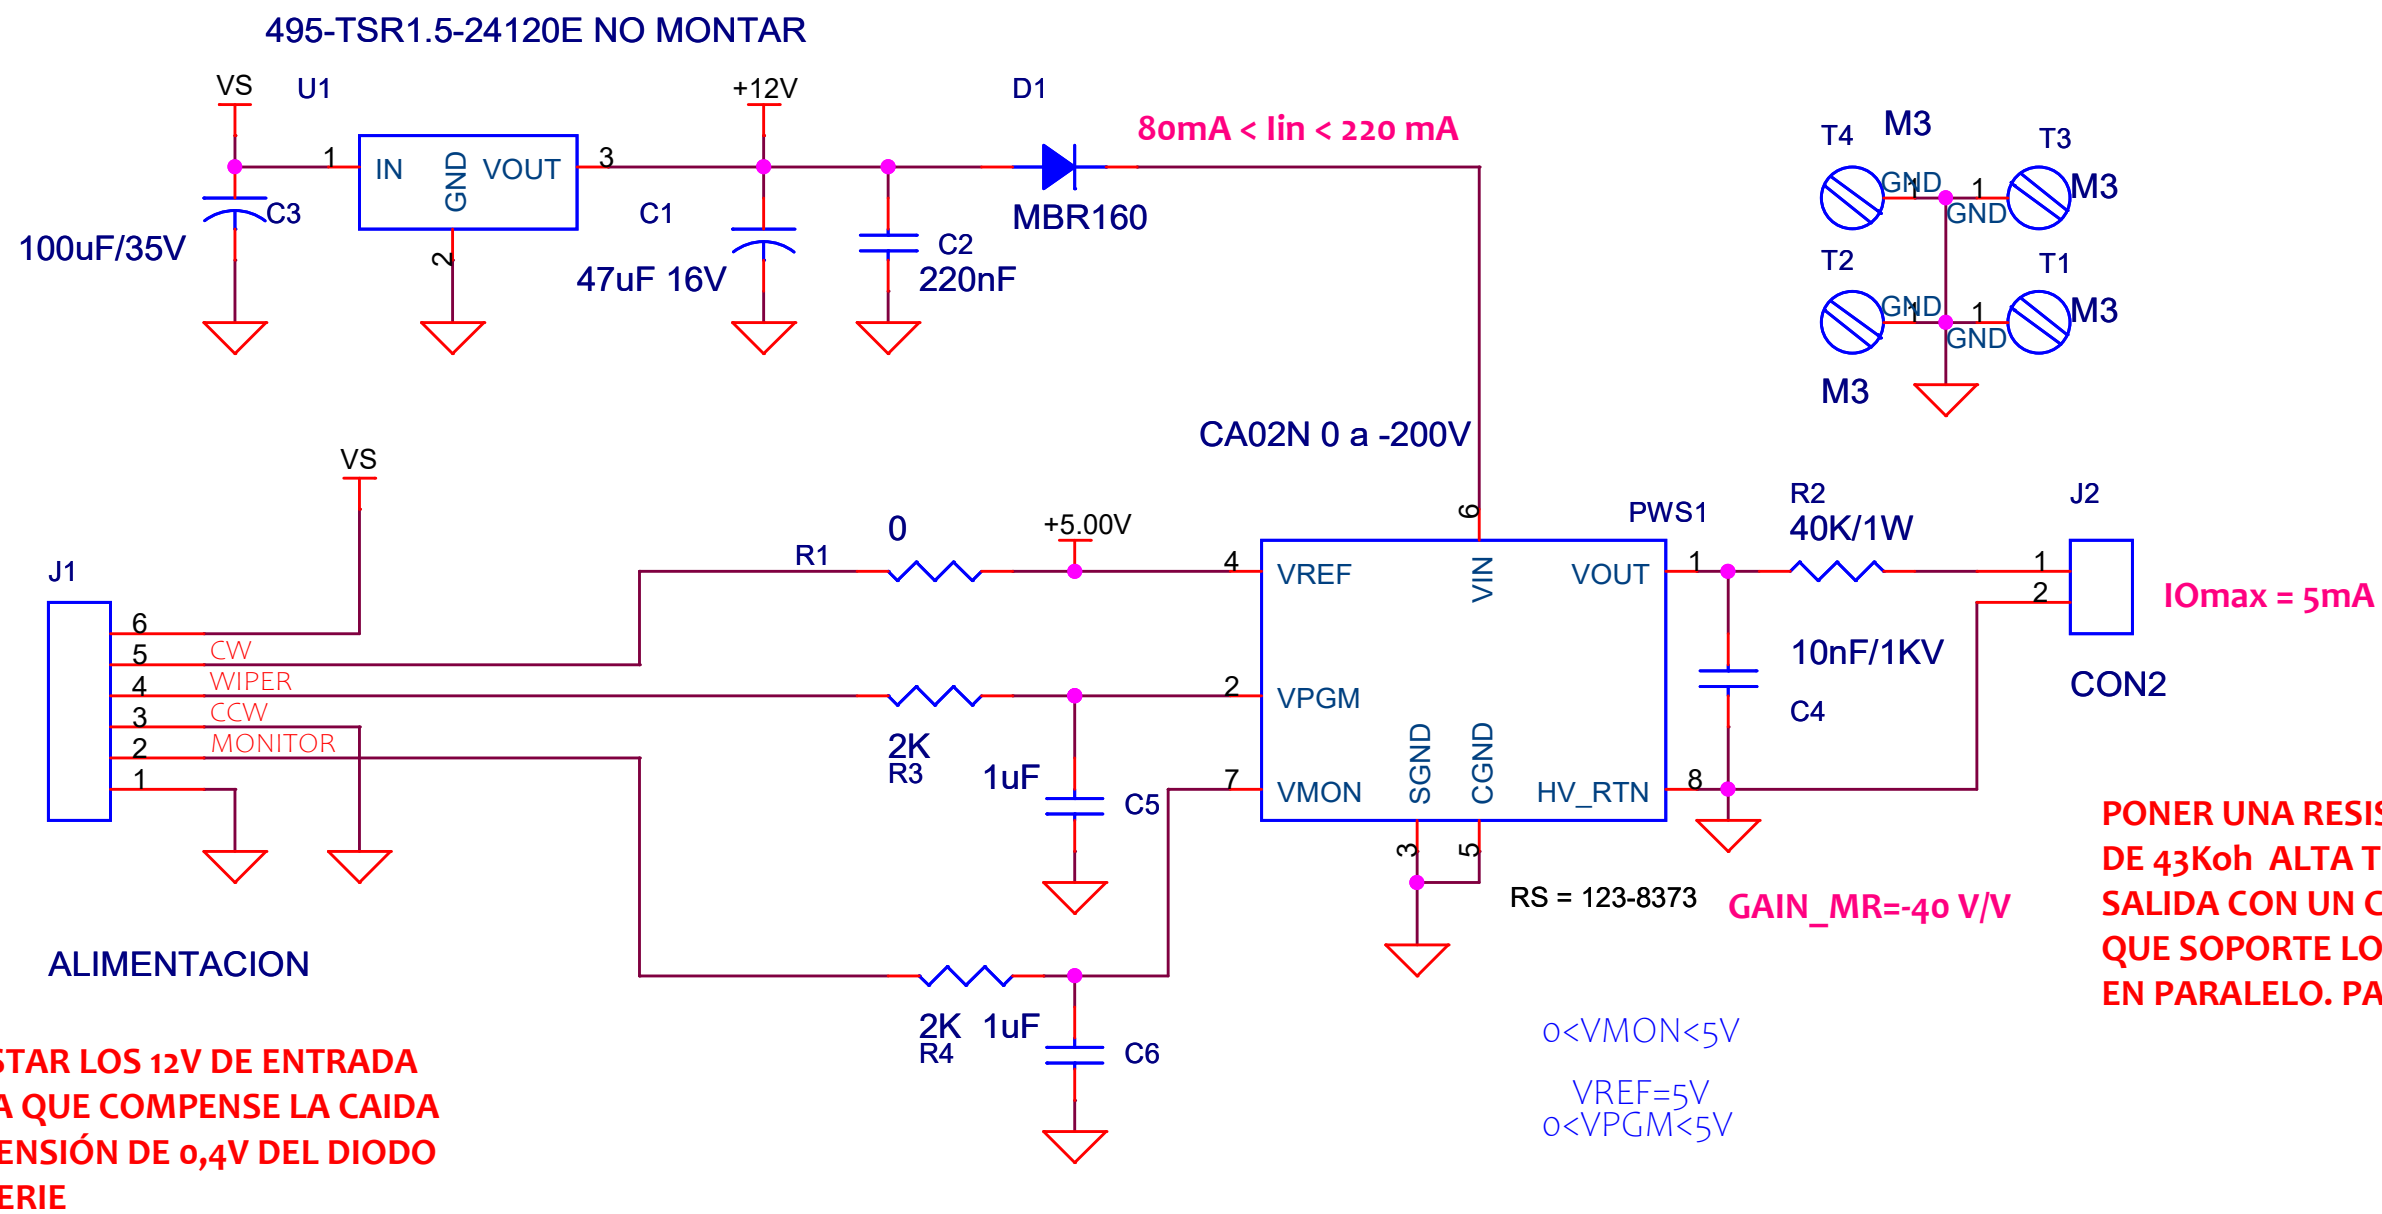 495-TSR1.5-24120E NO MONTAR
VS
U1
+12V
D1
80mA < Iin < 220 mA
1
IN
GND
VOUT
3
2
C3
100uF/35V
C1
47uF 16V
C2
220nF
MBR160
T4
M3
T3
GND
1
1
GND
M3
T2
T1
GND
1
1
GND
M3
M3
CA02N 0 a -200V
VS
J1
6
5
CW
4
WIPER
3
CCW
2
MONITOR
1
ALIMENTACION
0
R1
+5.00V
2K
R3
1uF
C5
2K
R4
1uF
C6
PWS1
6
4
VREF
VIN
VOUT
1
2
VPGM
7
VMON
SGND
CGND
HV_RTN
8
3
5
RS = 123-8373
GAIN_MR=-40 V/V
R2
40K/1W
10nF/1KV
C4
J2
1
2
CON2
IOmax = 5mA
PONER UNA RESIS
DE 43Koh ALTA T
SALIDA CON UN C
QUE SOPORTE LO
EN PARALELO. PA
0<VMON<5V
VREF=5V
0<VPGM<5V
STAR LOS 12V DE ENTRADA
A QUE COMPENSE LA CAIDA
ENSIÓN DE 0,4V DEL DIODO
ERIE